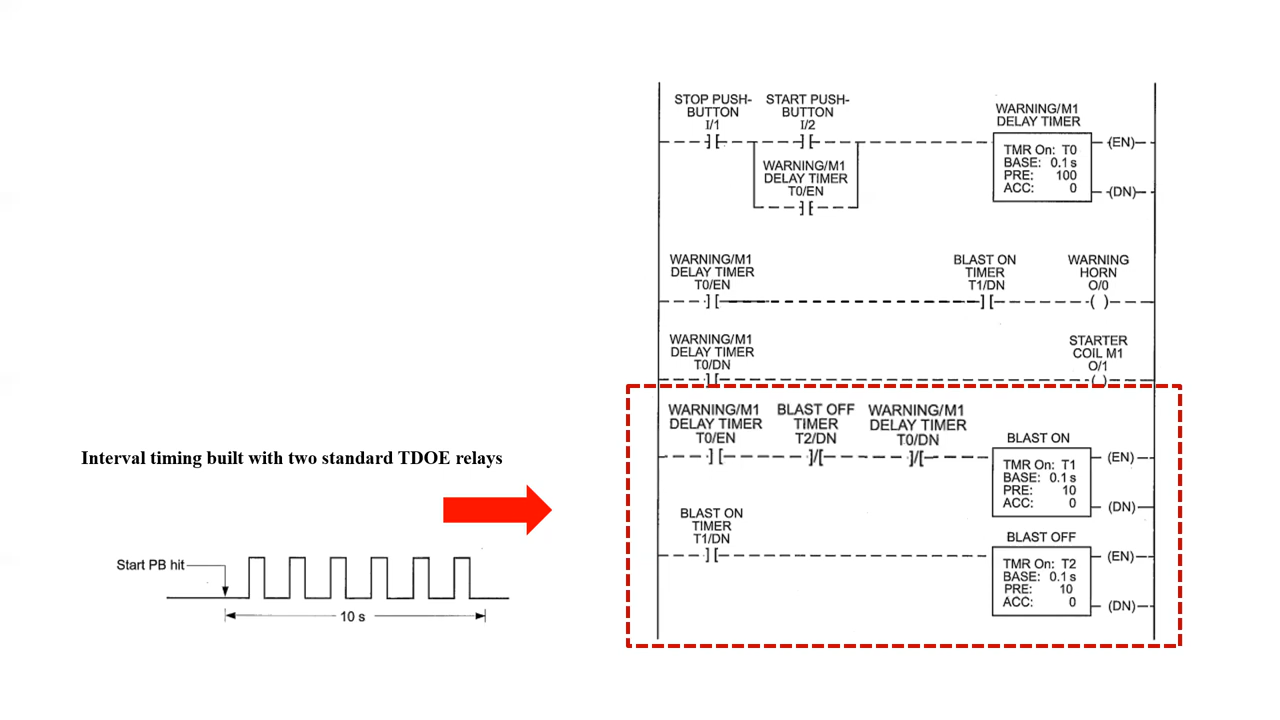 STOP PUSH-
BUTTON
I/1
START PUSH-
BUTTON
I/2
WARNING/M1
DELAY TIMER
T0/EN
WARNING/M1
DELAY TIMER
TMR On: T0
BASE: 0.1 s
PRE: 100
ACC: 0
(EN)
(DN)
WARNING/M1
DELAY TIMER
T0/EN
BLAST ON
TIMER
T1/DN
WARNING
HORN
O/0
WARNING/M1
DELAY TIMER
T0/DN
STARTER
COIL M1
O/1
WARNING/M1
DELAY TIMER
T0/EN
BLAST OFF
TIMER
T2/DN
WARNING/M1
DELAY TIMER
T0/DN
BLAST ON
TMR On: T1
BASE: 0.1 s
PRE: 10
ACC: 0
(EN)
(DN)
BLAST ON
TIMER
T1/DN
BLAST OFF
TMR On: T2
BASE: 0.1 s
PRE: 10
ACC: 0
(EN)
(DN)
Interval timing built with two standard TDOE relays
Start PB hit
10 s